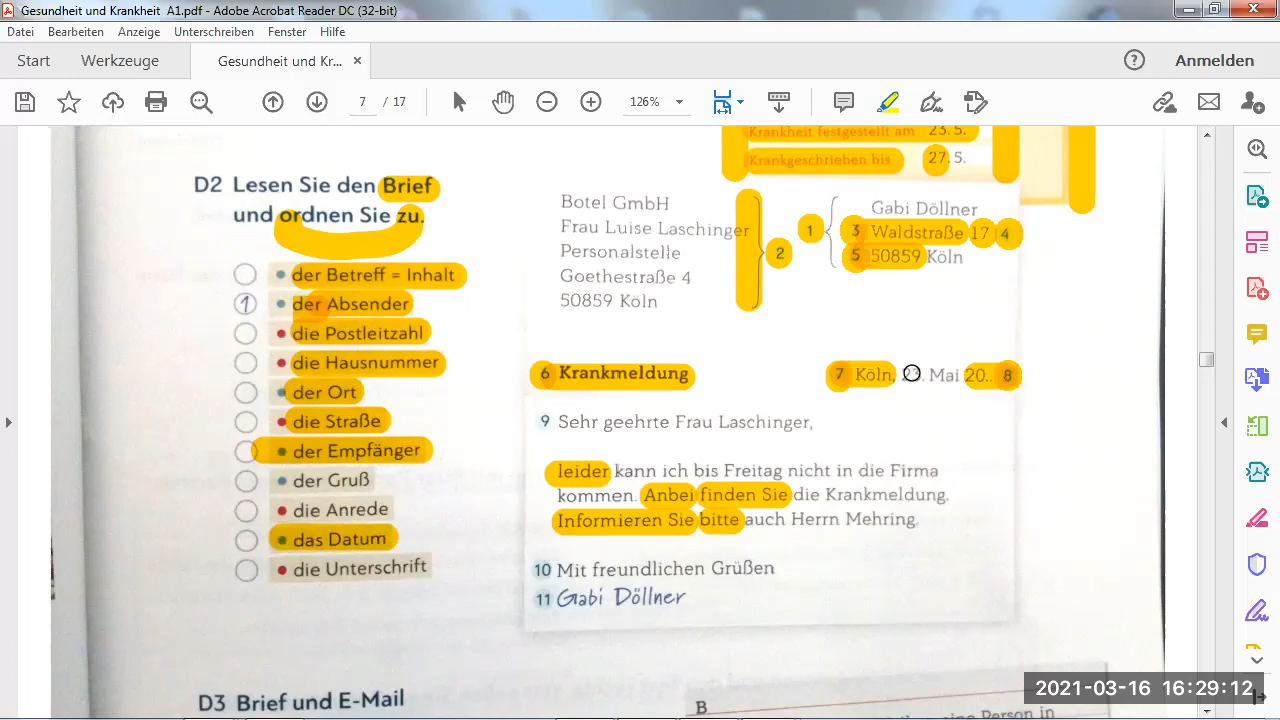 Gesundheit und Krankheit A1.pdf - Adobe Acrobat Reader DC (32-bit)
Datei Bearbeiten Anzeige Unterschreiben Fenster Hilfe
Start Werkzeuge Gesundheit und Kr... × Anmelden
7 / 17 126%
Krankheit festgestellt am 23.5.
Krankgeschrieben bis 27.5.
D2 Lesen Sie den Brief
und ordnen Sie zu.
der Betreff = Inhalt
1 der Absender
die Postleitzahl
die Hausnummer
der Ort
die Straße
der Empfänger
der Gruß
die Anrede
das Datum
die Unterschrift
Botel GmbH
Frau Luise Laschinger
Personalstelle
Goethestraße 4
50859 Köln
2
1
Gabi Döllner
3 Waldstraße 17 4
5 50859 Köln
6 Krankmeldung
7 Köln, 23. Mai 20.. 8
9 Sehr geehrte Frau Laschinger,
leider kann ich bis Freitag nicht in die Firma
kommen. Anbei finden Sie die Krankmeldung.
Informieren Sie bitte auch Herrn Mehring.
10 Mit freundlichen Grüßen
11 Gabi Döllner
D3 Brief und E-Mail
B
eine Person in
2021-03-16 16:29:12